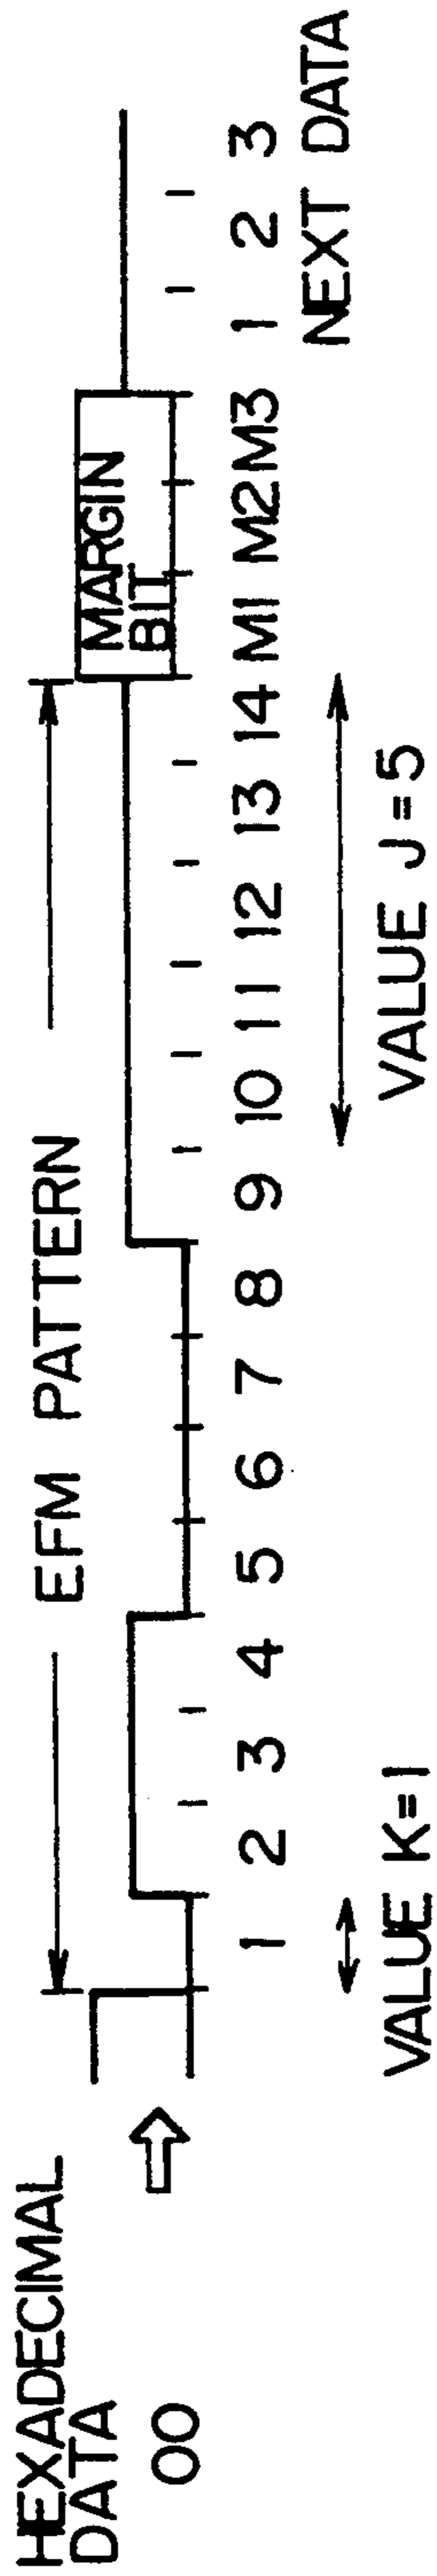 HEXADECIMAL
DATA
00
EFM PATTERN
MARGIN
BIT
1 2 3 4 5 6 7 8 9 10 11 12 13 14 M1 M2 M3 1 2 3
NEXT DATA
VALUE K=1
VALUE J=5